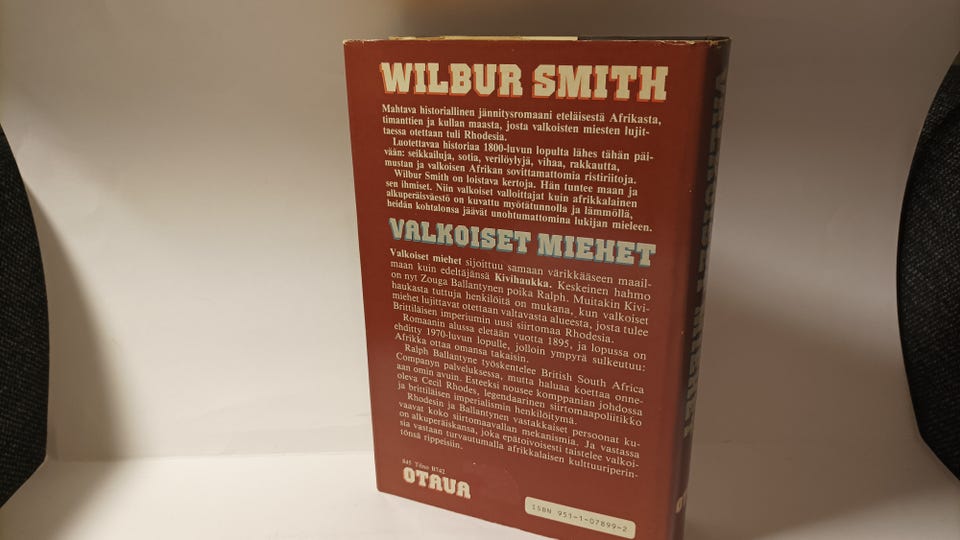 WILBUR SMITH
Mahtava historiallinen jännitysromaani eteläisestä Afrikasta,
timanttien ja kullan maasta, josta valkoisten miesten lujit-
taessa otettaan tuli Rhodesia.
Luotettavaa historiaa 1800-luvun lopulta lähes tähän päi-
vään: seikkailuja, sotia, verilöylyjä, vihaa, rakkautta,
mustan ja valkoisen Afrikan sovittamattomia ristiriitoja.
Wilbur Smith on loistava kertoja. Hän tuntee maan ja
sen ihmiset. Niin valkoiset valloittajat kuin afrikkalainen
alkuperäisväestö on kuvattu myötätunnolla ja lämmöllä,
heidän kohtalonsa jäävät unohtumattomina lukijan mieleen.
VALKOISET MIEHET
Valkoiset miehet sijoittuu samaan värikkääseen maail-
maan kuin edeltäjänsä Kivihaukka. Keskeinen hahmo
on nyt Zouga Ballantynen poika Ralph. Muitakin Kivi-
haukasta tuttuja henkilöitä on mukana, kun valkoiset
miehet lujittavat otettaan valtavasta alueesta, josta tulee
Brittiläisen imperiumin uusi siirtomaa Rhodesia.
Romaanin alussa eletään vuotta 1895, ja lopussa on
ehditty 1970-luvun lopulle, jolloin ympyrä sulkeutuu:
Afrikka ottaa omansa takaisin.
Ralph Ballantyne työskentelee British South Africa
Companyn palveluksessa, mutta haluaa koettaa onne-
aan omin avuin. Esteeksi nousee komppanian johdossa
oleva Cecil Rhodes, legendaarinen siirtomaapoliitikko
ja brittiläisen imperialismin henkilöitymä.
Rhodesin ja Ballantynen vastakkaiset persoonat ku-
vaavat koko siirtomaavallan mekanismia. Ja vastassa
on alkuperäiskansa, joka epätoivoisesti taistelee valkoi-
sia vastaan turvautumalla afrikkalaisen kulttuuriperin-
tönsä rippeisiin.
OTAVA
ISBN 951-1-07899-2
VALKOISET MIEHET